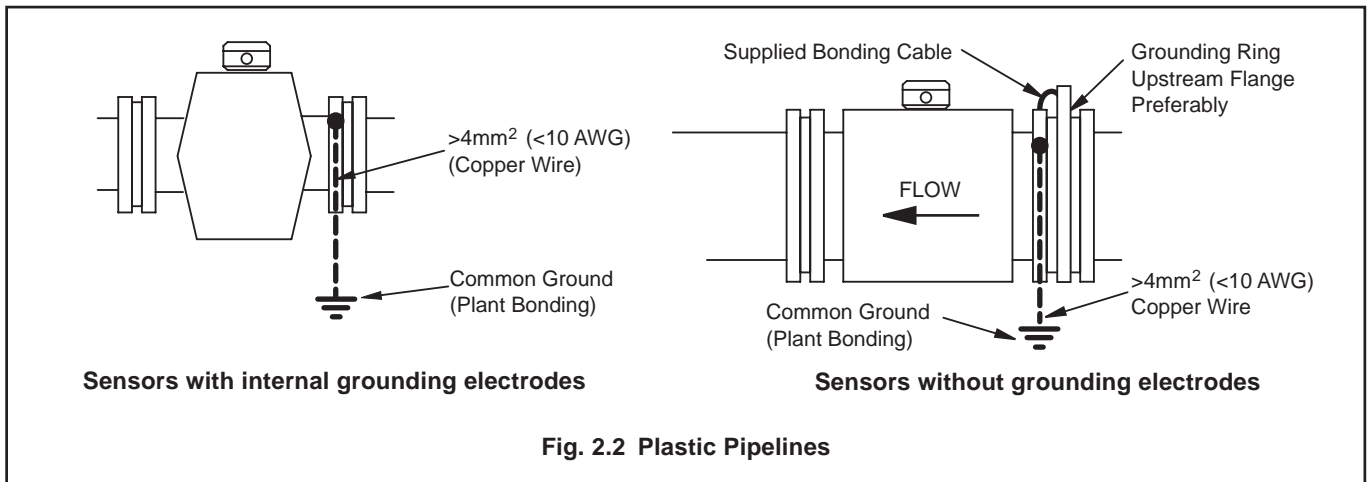 >4mm² (<10 AWG)
(Copper Wire)
Common Ground
(Plant Bonding)
Sensors with internal grounding electrodes
Supplied Bonding Cable
Grounding Ring
Upstream Flange
Preferably
FLOW
>4mm² (<10 AWG)
Copper Wire
Common Ground
(Plant Bonding)
Sensors without grounding electrodes
Fig. 2.2 Plastic Pipelines